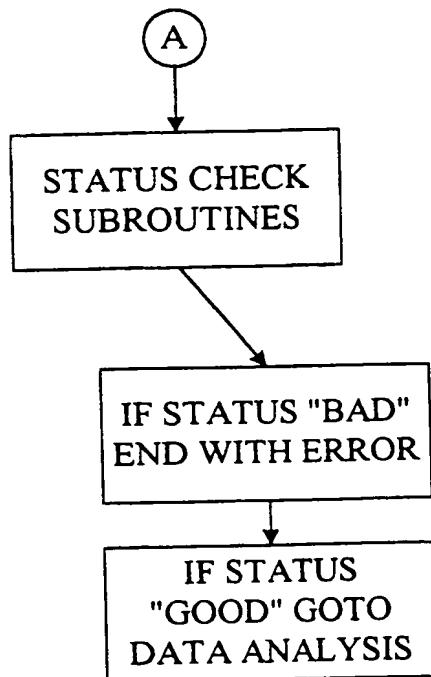 A
STATUS CHECK
SUBROUTINES
IF STATUS "BAD"
END WITH ERROR
IF STATUS
"GOOD" GOTO
DATA ANALYSIS